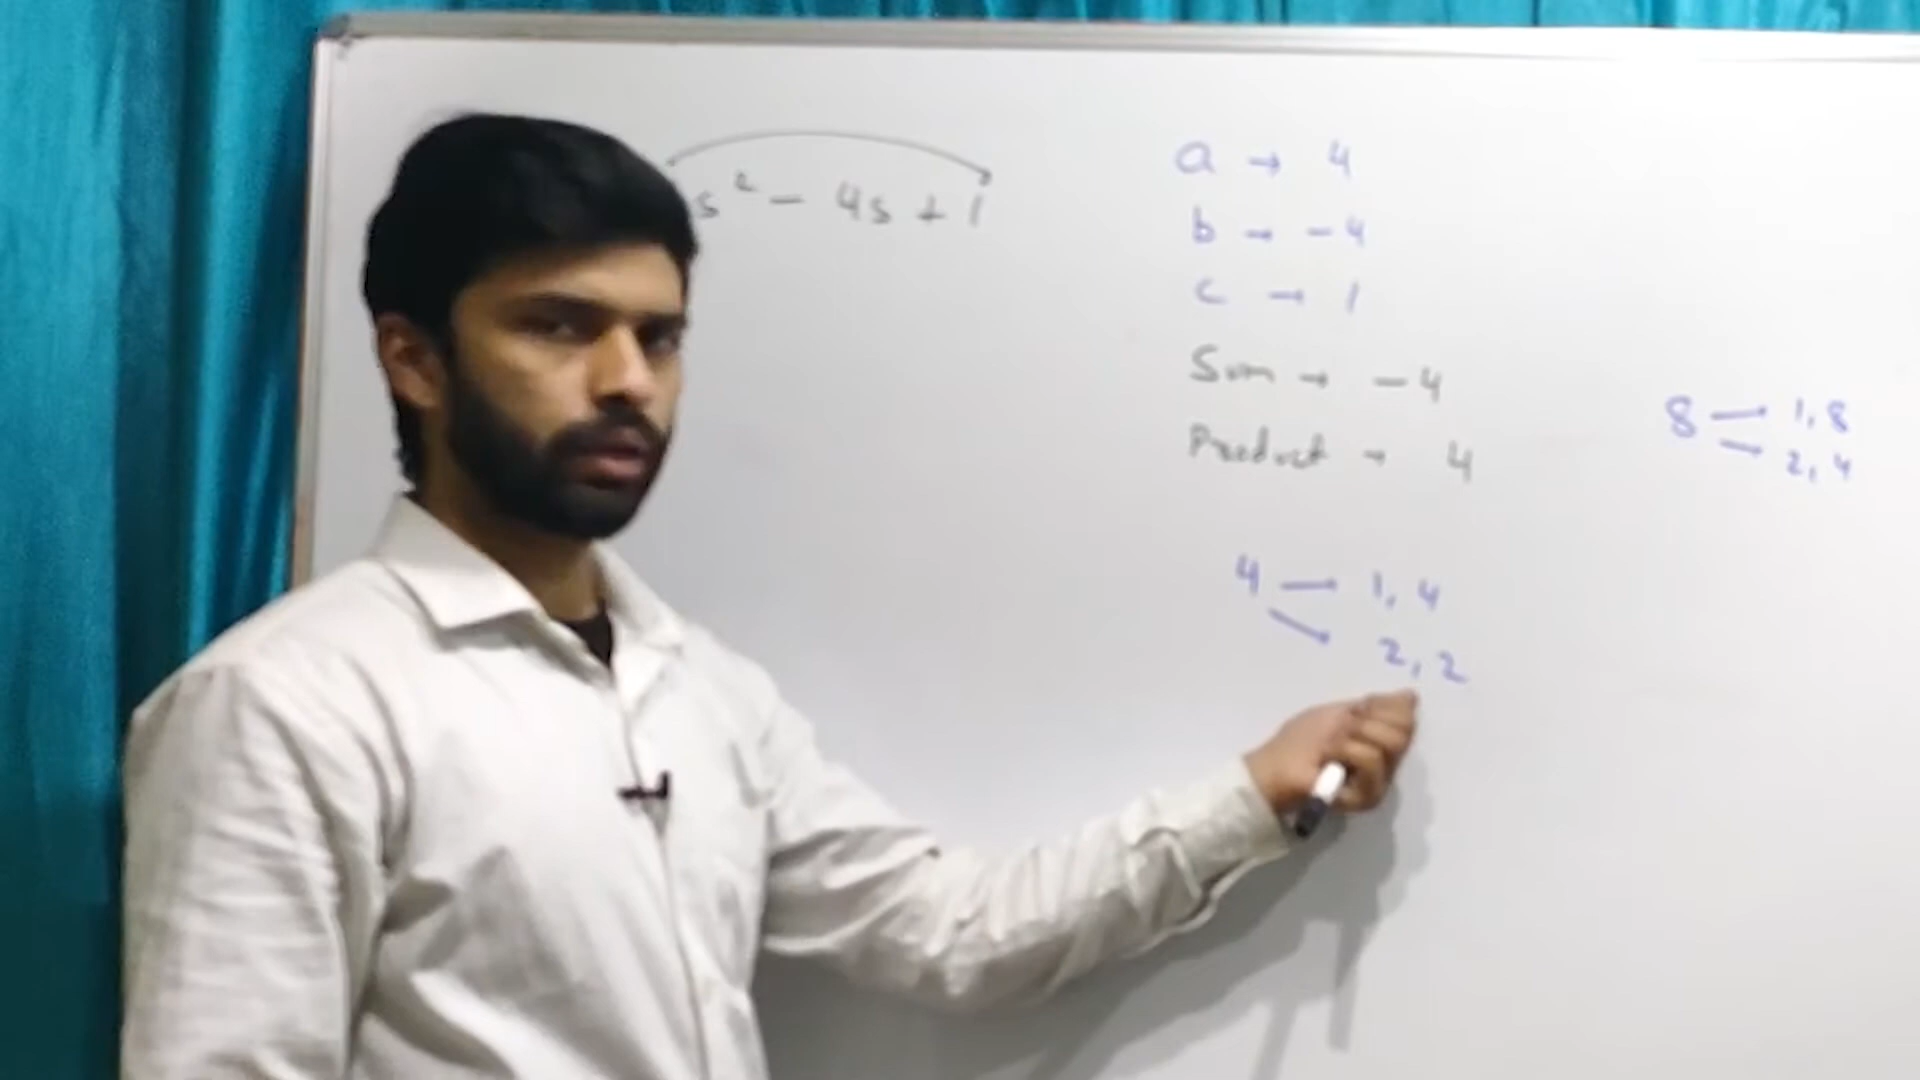 s² - 4s + 1
a → 4
b → -4
c → 1
Sum → -4
Product → 4
8 → 1, 8
→ 2, 4
4 → 1, 4
→ 2, 2